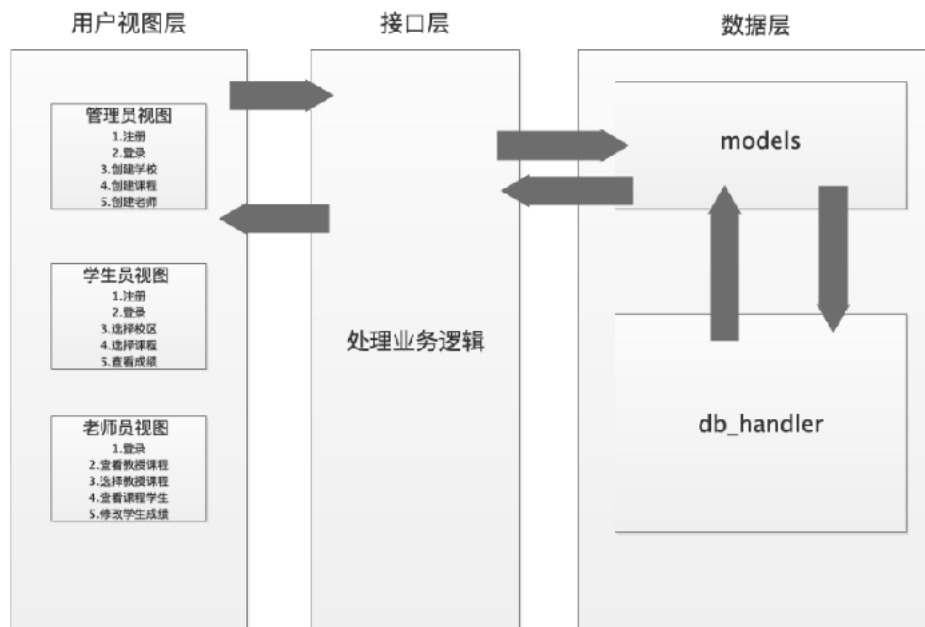 用户视图层
接口层
数据层
管理员视图
1.注册
2.登录
3.创建学校
4.创建课程
5.创建老师
学生员视图
1.注册
2.登录
3.选择校区
4.选择课程
5.查看成绩
老师员视图
1.登录
2.查看教授课程
3.选择教授课程
4.查看课程学生
5.修改学生成绩
处理业务逻辑
models
db_handler